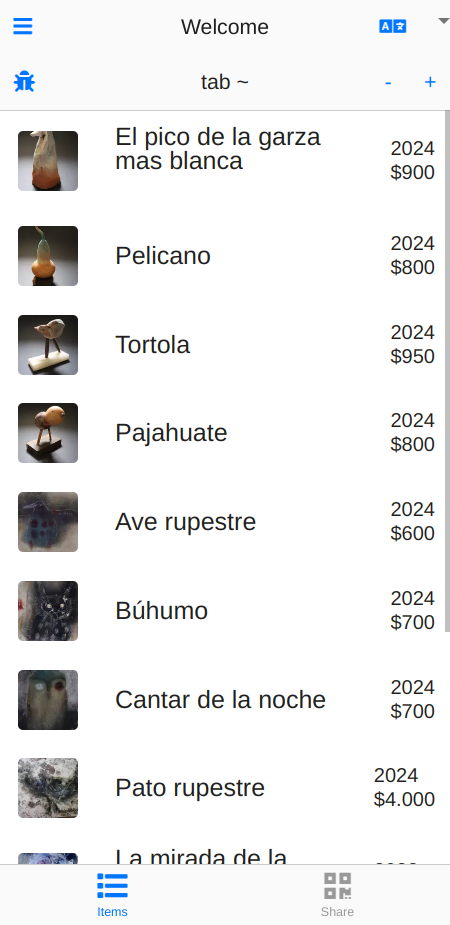 Welcome
A
tab ~
- +
El pico de la garza
mas blanca
2024
$900
Pelicano
2024
$800
Tortola
2024
$950
Pajahuate
2024
$800
Ave rupestre
2024
$600
Búhumo
2024
$700
Cantar de la noche
2024
$700
Pato rupestre
2024
$4.000
La mirada de la
Items
Share